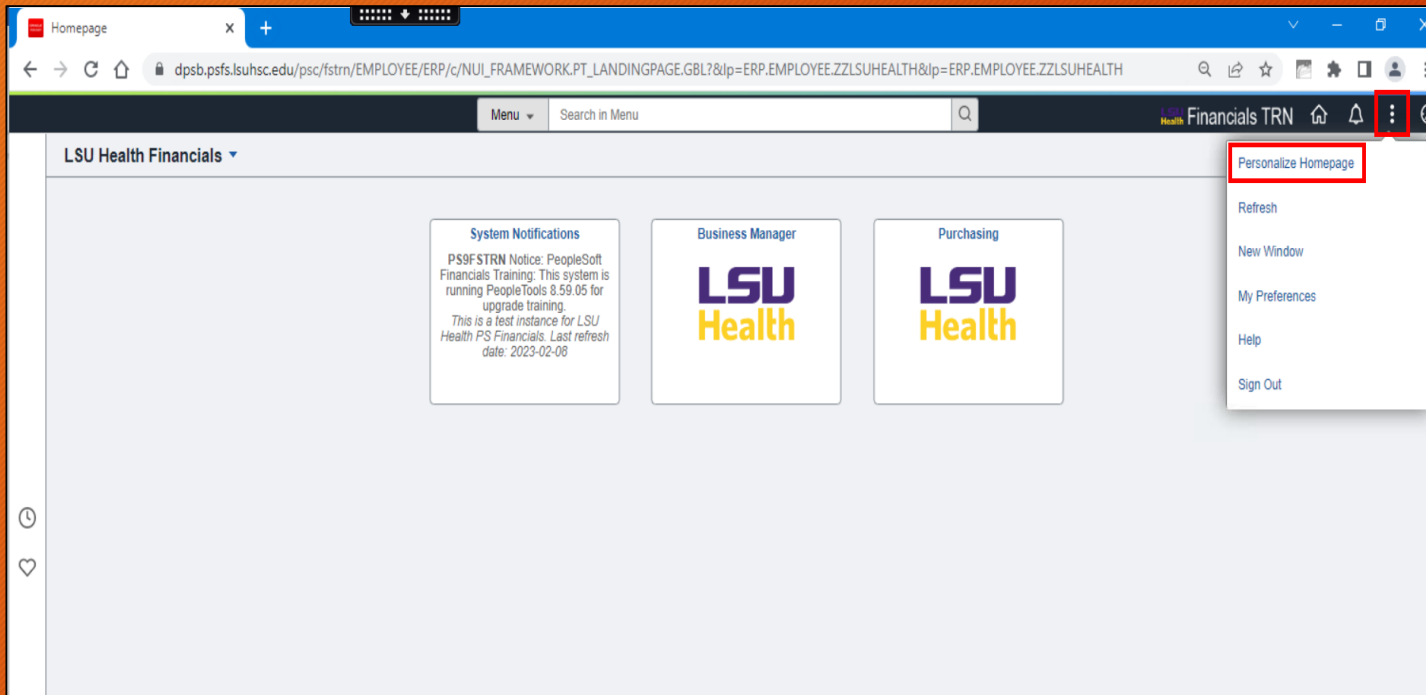 Homepage
dpsb.psfs.lsuhsc.edu/psc/fstrn/EMPLOYEE/ERP/c/NUI_FRAMEWORK.PT_LANDINGPAGE.GBL?&lp=ERP.EMPLOYEE.ZZLSUHEALTH&lp=ERP.EMPLOYEE.ZZLSUHEALTH
Menu Search in Menu
LSU Health Financials TRN
LSU Health Financials
Personalize Homepage
Refresh
New Window
My Preferences
Help
Sign Out
System Notifications
PS9FSTRN Notice: PeopleSoft
Financials Training: This system is
running PeopleTools 8.59.05 for
upgrade training.
This is a test instance for LSU
Health PS Financials. Last refresh
date: 2023-02-08
Business Manager
LSU
Health
Purchasing
LSU
Health